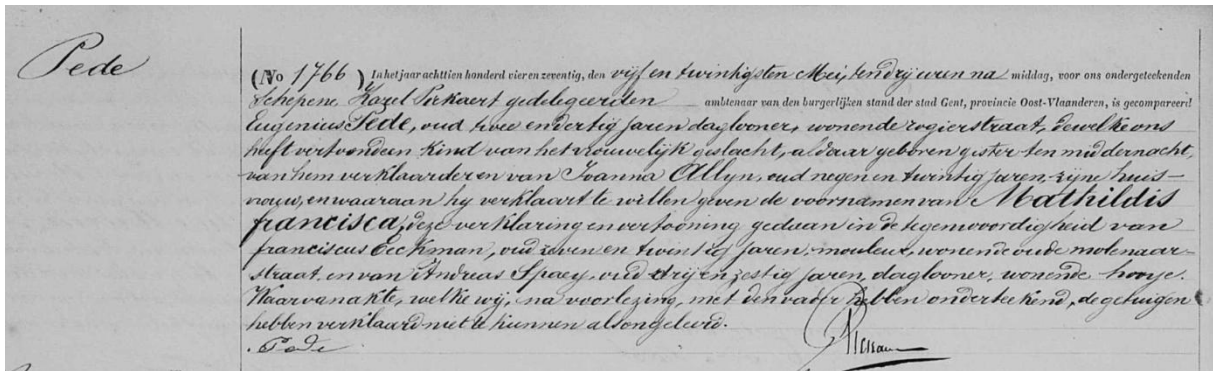 Pede
(No 1766) In het jaar achttien honderd vier en zeventig, den vijf en twintigsten Mei, ten drij uren na middag, voor ons ondergeteekenden
Schepene Karel Pirkaert gedelegeerden ambtenaar van den burgerlijken stand der stad Gent, provincie Oost-Vlaanderen, is gecompareerd
Eugenius Pede, oud twee en dertig jaren daglooner, wonende rogierstraat, dewelke ons
heeft vertoond een Kind van het vrouwelijk geslacht, aldaar geboren gister ten middernacht,
van hem verklaarder en van Joanna Allyn, oud negen en twintig jaren, zijne huis-
vrouw, en waaraan hy verklaart te willen geven de voornamen van Mathildis
francisca, deze verklaring en vertooning gedaan in de tegenwoordigheid van
franciscus Eeckman, oud zeven en twintig jaren, mouleur, wonende oude molenaar-
straat, en van Andreas Spaey, oud drij en zestig jaren, daglooner, wonende hooje.
Waarvan akte, welke wij, na voorlezing, met den vader hebben onderteekend, de getuigen
hebben verklaard niet te kunnen als ongeleerd.
Pede